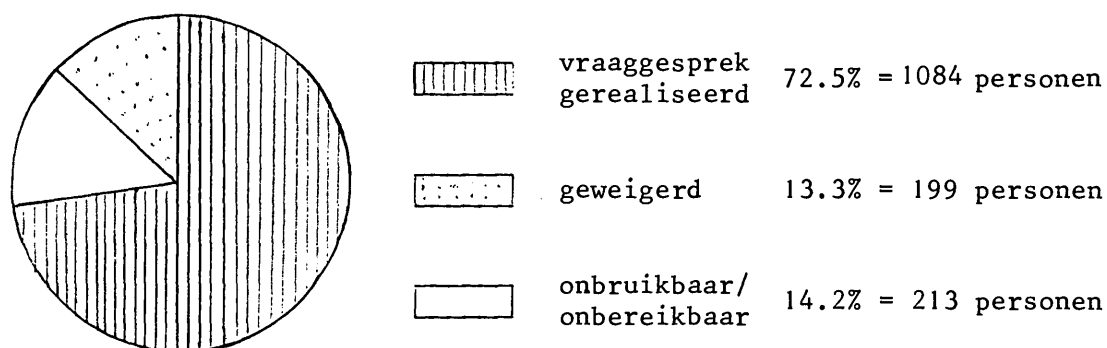 vraaggesprek
gerealiseerd 72.5% = 1084 personen
geweigerd 13.3% = 199 personen
onbruikbaar/
onbereikbaar 14.2% = 213 personen